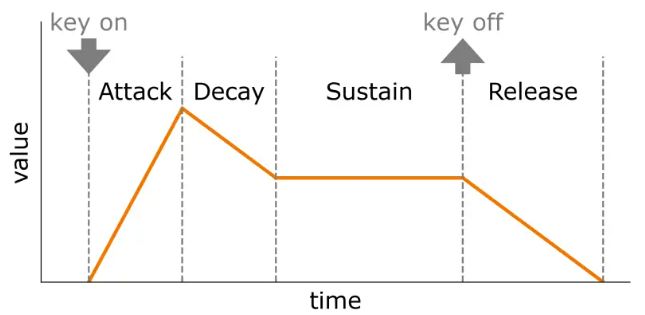 key on
key off
Attack
Decay
Sustain
Release
value
time